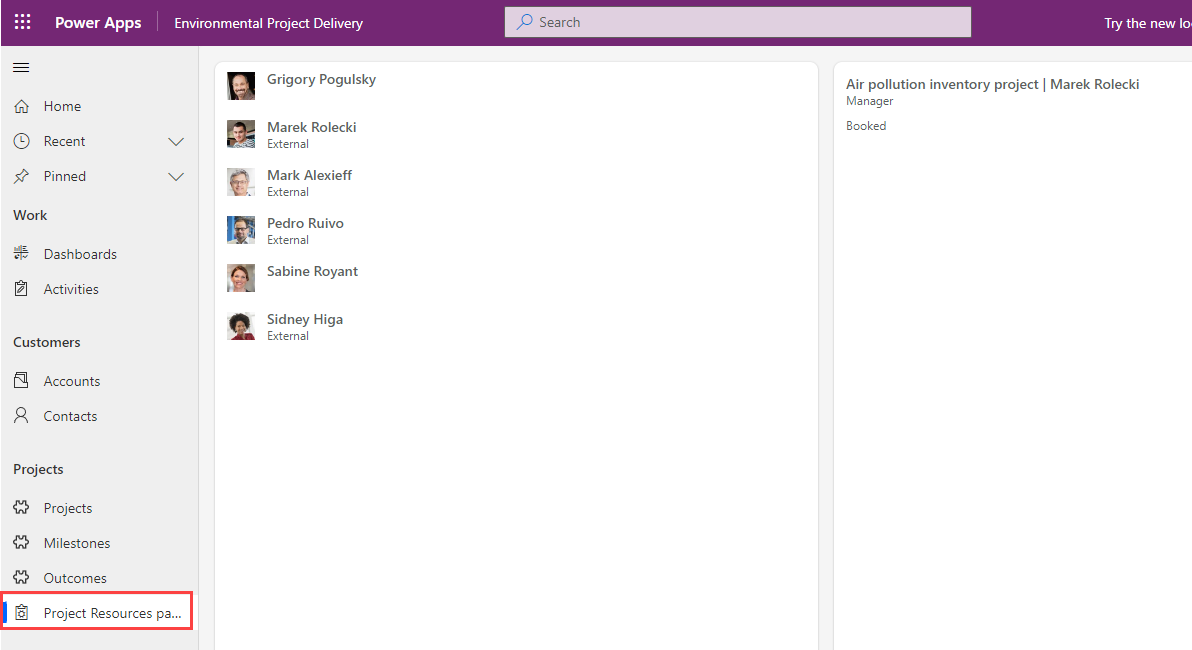 Power Apps
Environmental Project Delivery
Search
Try the new lo
Home
Recent
Pinned
Work
Dashboards
Activities
Customers
Accounts
Contacts
Projects
Projects
Milestones
Outcomes
Project Resources pa...
Grigory Pogulsky
Marek Rolecki
External
Mark Alexieff
External
Pedro Ruivo
External
Sabine Royant
Sidney Higa
External
Air pollution inventory project | Marek Rolecki
Manager
Booked